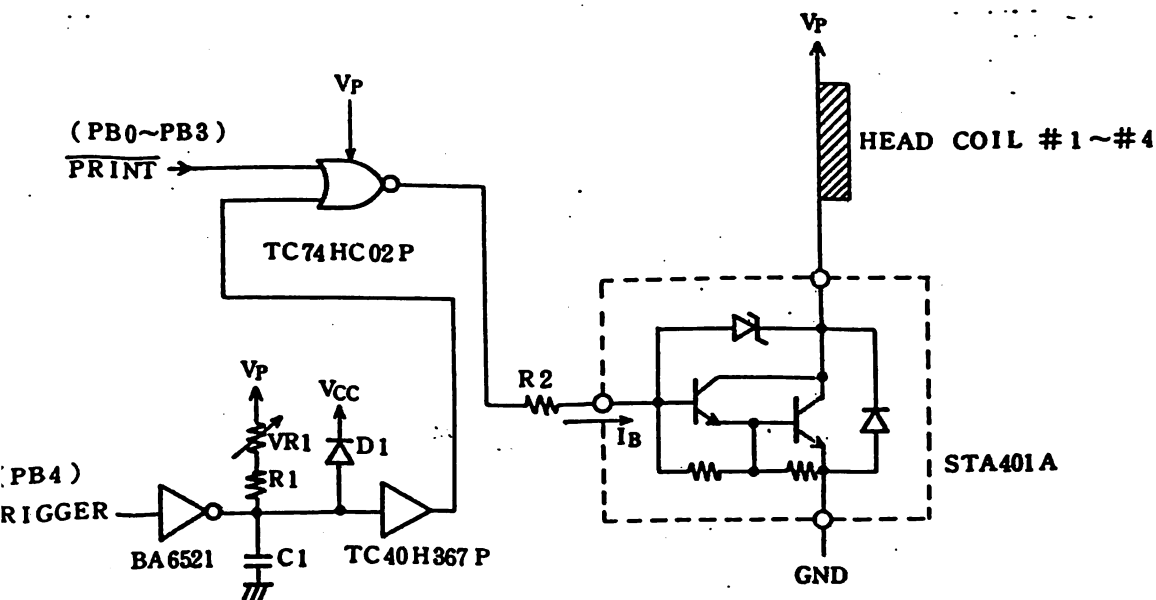 VP
VP
(PB0~PB3)
PRINT
HEAD COIL #1~#4
TC74HC02P
VP
VCC
R2
VR1
D1
IB
(PB4)
R1
STA401A
RIGGER
BA6521
C1
TC40H367P
GND